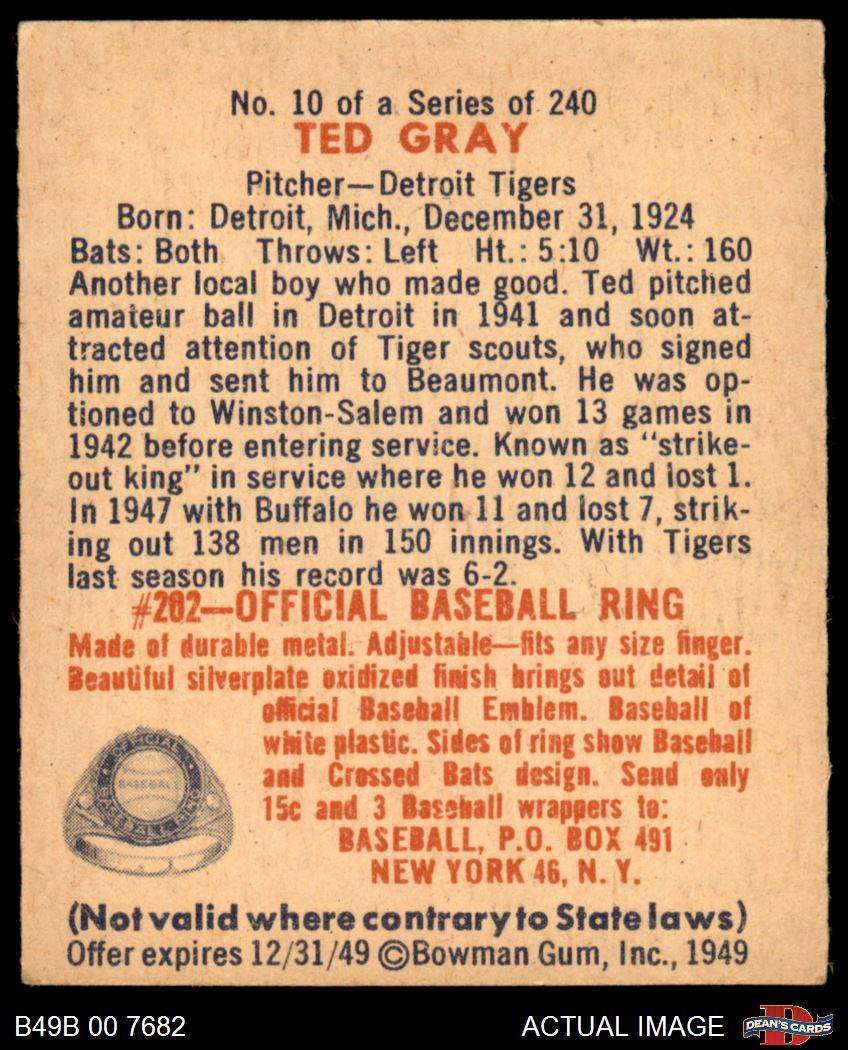 No. 10 of a Series of 240
TED GRAY
Pitcher—Detroit Tigers
Born: Detroit, Mich., December 31, 1924
Bats: Both Throws: Left Ht.: 5:10 Wt.: 160
Another local boy who made good. Ted pitched
amateur ball in Detroit in 1941 and soon at-
tracted attention of Tiger scouts, who signed
him and sent him to Beaumont. He was op-
tioned to Winston-Salem and won 13 games in
1942 before entering service. Known as "strike-
out king" in service where he won 12 and lost 1.
In 1947 with Buffalo he won 11 and lost 7, strik-
ing out 138 men in 150 innings. With Tigers
last season his record was 6-2.
#202—OFFICIAL BASEBALL RING
Made of durable metal. Adjustable—fits any size finger.
Beautiful silverplate oxidized finish brings out detail of
official Baseball Emblem. Baseball of
white plastic. Sides of ring show Baseball
and Crossed Bats design. Send only
15c and 3 Baseball wrappers to:
BASEBALL, P.O. BOX 491
NEW YORK 46, N. Y.
OFFICIAL
BASEBALL
BASEBALL RING
(Not valid where contrary to State laws)
Offer expires 12/31/49 ©Bowman Gum, Inc., 1949
B49B 00 7682
ACTUAL IMAGE
DEAN'S CARDS